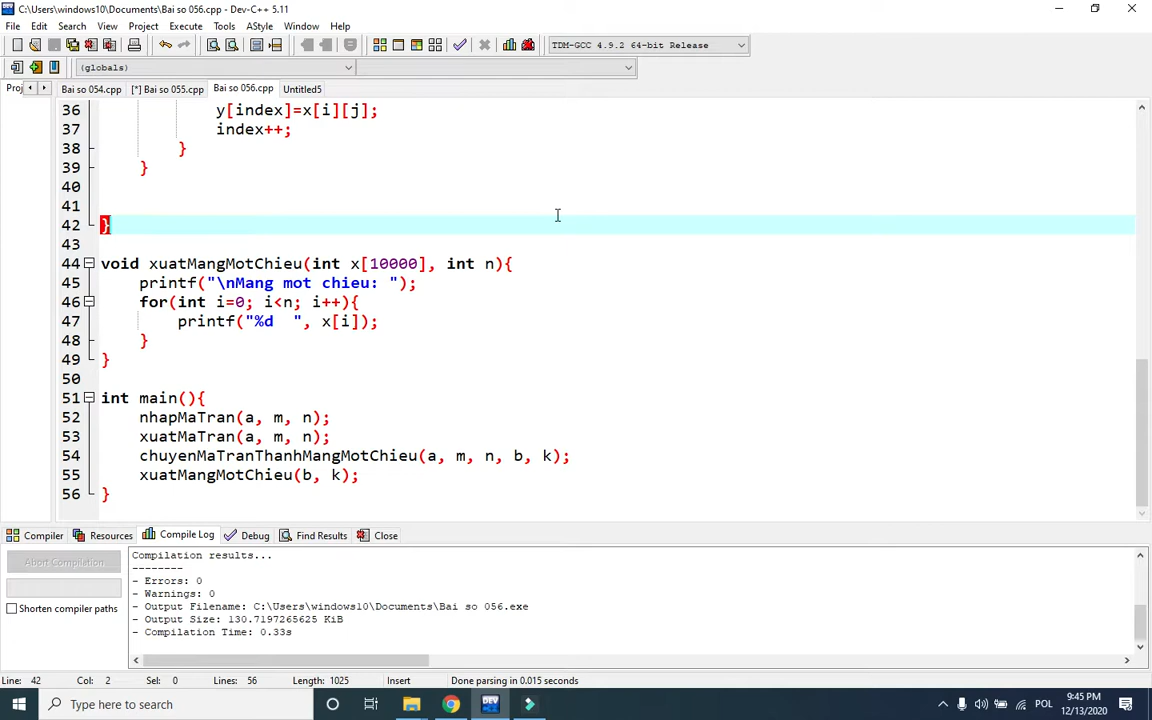 C:\Users\windows10\Documents\Bai so 056.cpp - Dev-C++ 5.11
File Edit Search View Project Execute Tools AStyle Window Help
TDM-GCC 4.9.2 64-bit Release
(globals)
Proj Bai so 054.cpp [*] Bai so 055.cpp Bai so 056.cpp Untitled5
36 y[index]=x[i][j];
37 index++;
38 }
39 }
40
41
42 }
43
44 void xuatMangMotChieu(int x[10000], int n){
45 printf("\nMang mot chieu: ");
46 for(int i=0; i<n; i++){
47 printf("%d  ", x[i]);
48 }
49 }
50
51 int main(){
52 nhapMaTran(a, m, n);
53 xuatMaTran(a, m, n);
54 chuyenMaTranThanhMangMotChieu(a, m, n, b, k);
55 xuatMangMotChieu(b, k);
56 }
Compiler Resources Compile Log Debug Find Results Close
Abort Compilation
Shorten compiler paths
Compilation results...
--------
- Errors: 0
- Warnings: 0
- Output Filename: C:\Users\windows10\Documents\Bai so 056.exe
- Output Size: 130.7197265625 KiB
- Compilation Time: 0.33s
Line: 42 Col: 2 Sel: 0 Lines: 56 Length: 1025 Insert Done parsing in 0.015 seconds
Type here to search
DEV
POL
9:45 PM
12/13/2020